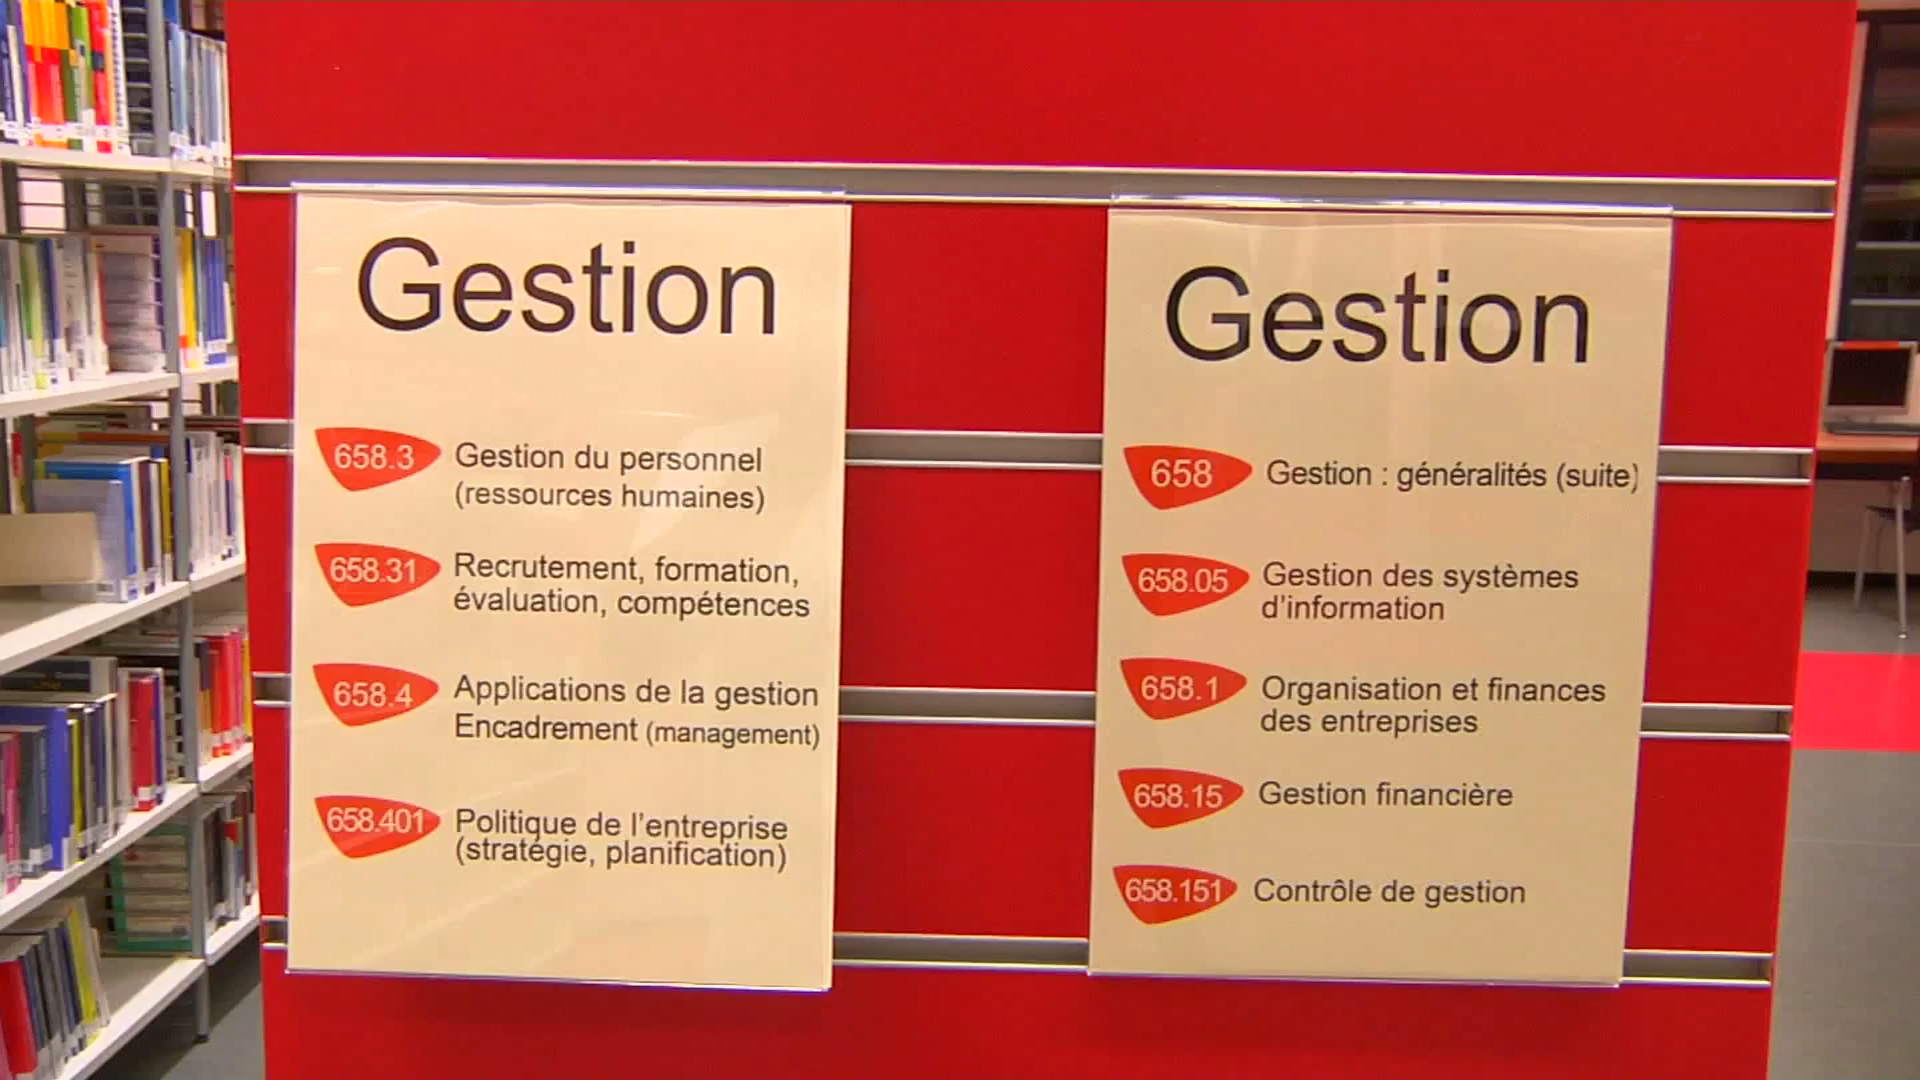 Gestion
658.3 Gestion du personnel
(ressources humaines)
658.31 Recrutement, formation,
évaluation, compétences
658.4 Applications de la gestion
Encadrement (management)
658.401 Politique de l'entreprise
(stratégie, planification)
Gestion
658 Gestion : généralités (suite)
658.05 Gestion des systèmes
d'information
658.1 Organisation et finances
des entreprises
658.15 Gestion financière
658.151 Contrôle de gestion